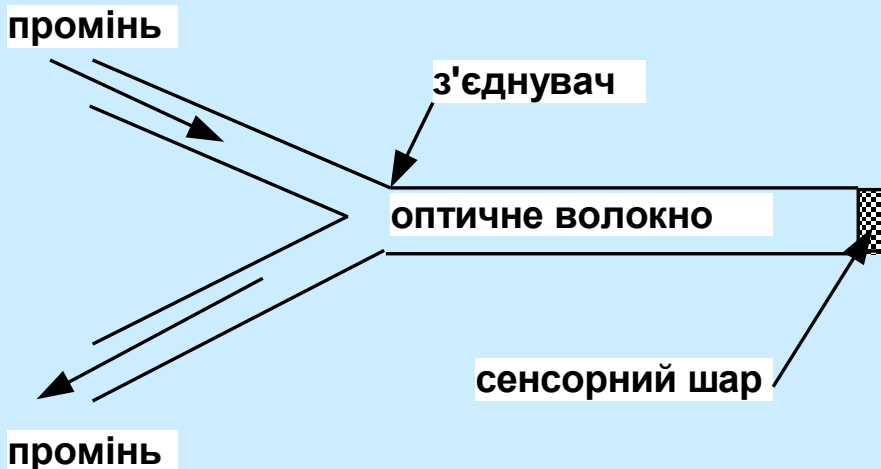 промінь
з'єднувач
оптичне волокно
сенсорний шар
промінь